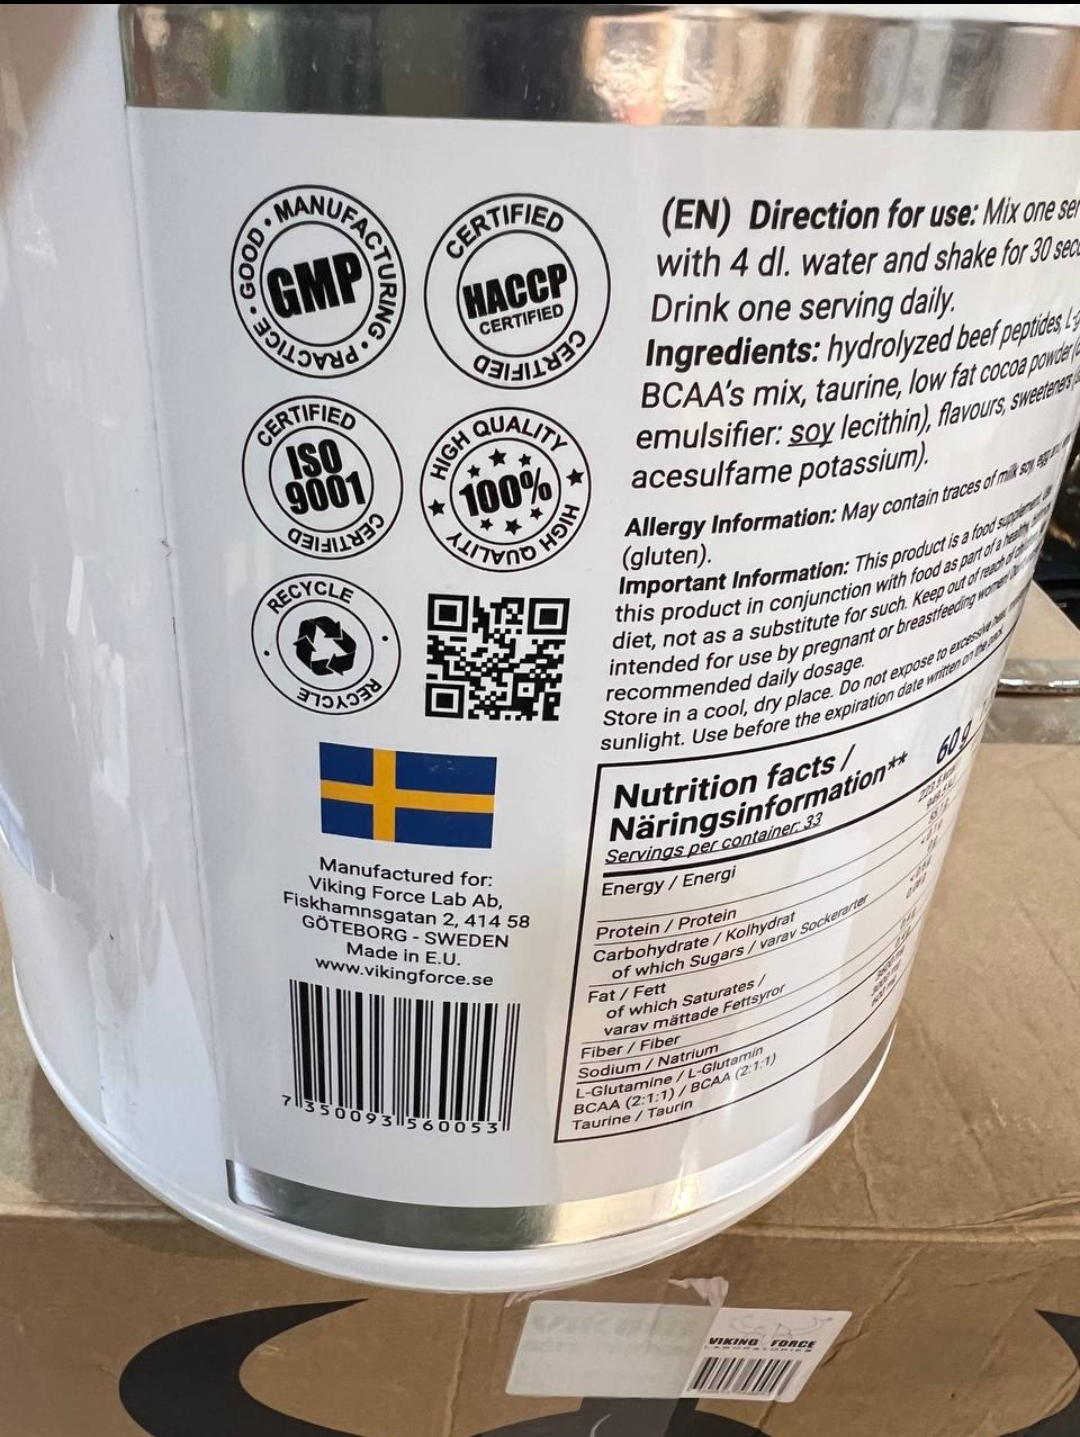 GOOD • MANUFACTURING • PRACTICE •
GMP
CERTIFIED
HACCP
CERTIFIED
CERTIFIED
CERTIFIED
ISO
9001
CERTIFIED
HIGH QUALITY
100%
HIGH QUALITY
RECYCLE
RECYCLE
Manufactured for:
Viking Force Lab Ab,
Fiskhamnsgatan 2, 414 58
GÖTEBORG - SWEDEN
Made in E.U.
www.vikingforce.se
7 350093 560053
(EN) Direction for use: Mix one
with 4 dl. water and shake for 30
Drink one serving daily.
Ingredients: hydrolyzed beef peptides,
BCAA's mix, taurine, low fat cocoa powder
emulsifier: soy lecithin), flavours, sweeteners
acesulfame potassium).
Allergy Information: May contain traces of milk soy, egg
(gluten).
Important Information: This product is a food supplement.
this product in conjunction with food as part of a healthy
diet, not as a substitute for such. Keep out of reach of
intended for use by pregnant or breastfeeding women.
recommended daily dosage.
Store in a cool, dry place. Do not expose to excessive
sunlight. Use before the expiration date written on the
Nutrition facts /
Näringsinformation** 60 g
Servings per container: 33
Energy / Energi
Protein / Protein
Carbohydrate / Kolhydrat
of which Sugars / varav Sockerarter
Fat / Fett
of which Saturates /
varav mättade Fettsyror
Fiber / Fiber
Sodium / Natrium
L-Glutamine / L-Glutamin
BCAA (2:1:1) / BCAA (2:1:1)
Taurine / Taurin
VIKING FORCE
LABORATORIES